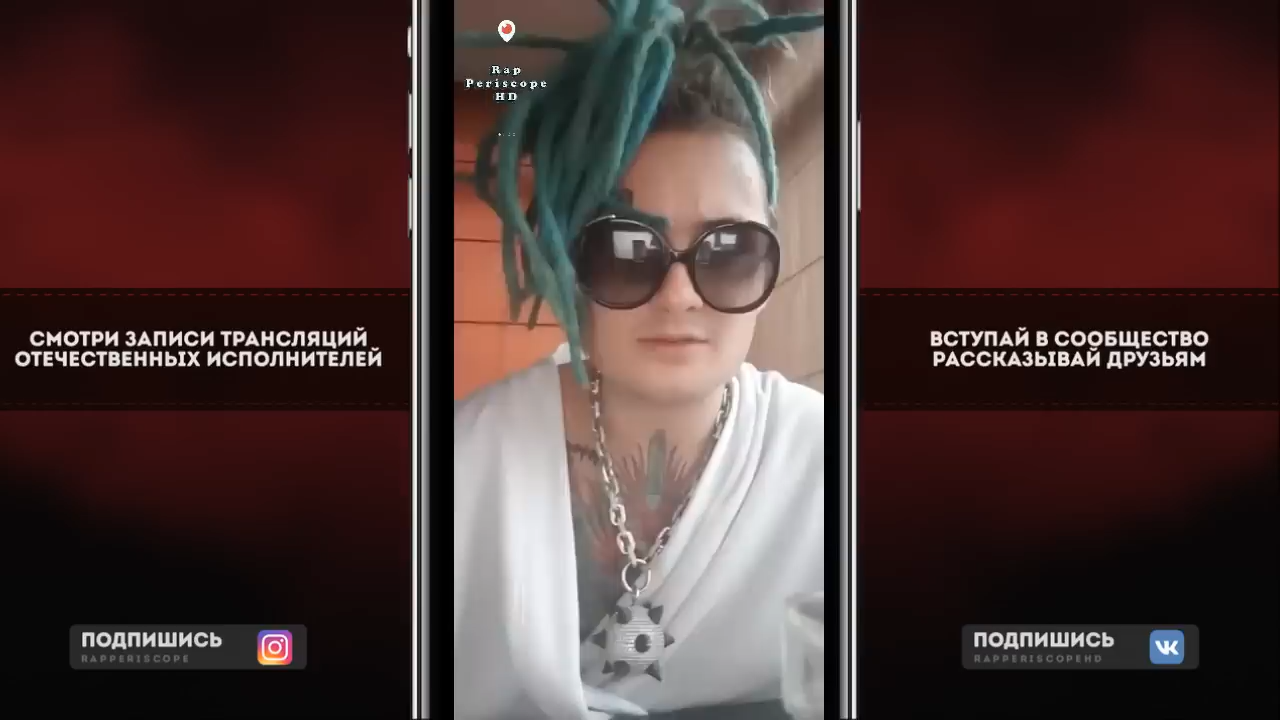 Rap
Periscope
HD
СМОТРИ ЗАПИСИ ТРАНСЛЯЦИЙ
ОТЕЧЕСТВЕННЫХ ИСПОЛНИТЕЛЕЙ
ВСТУПАЙ В СООБЩЕСТВО
РАССКАЗЫВАЙ ДРУЗЬЯМ
ПОДПИШИСЬ
RAPPERISCOPE
ПОДПИШИСЬ
RAPPERISCOPEHD